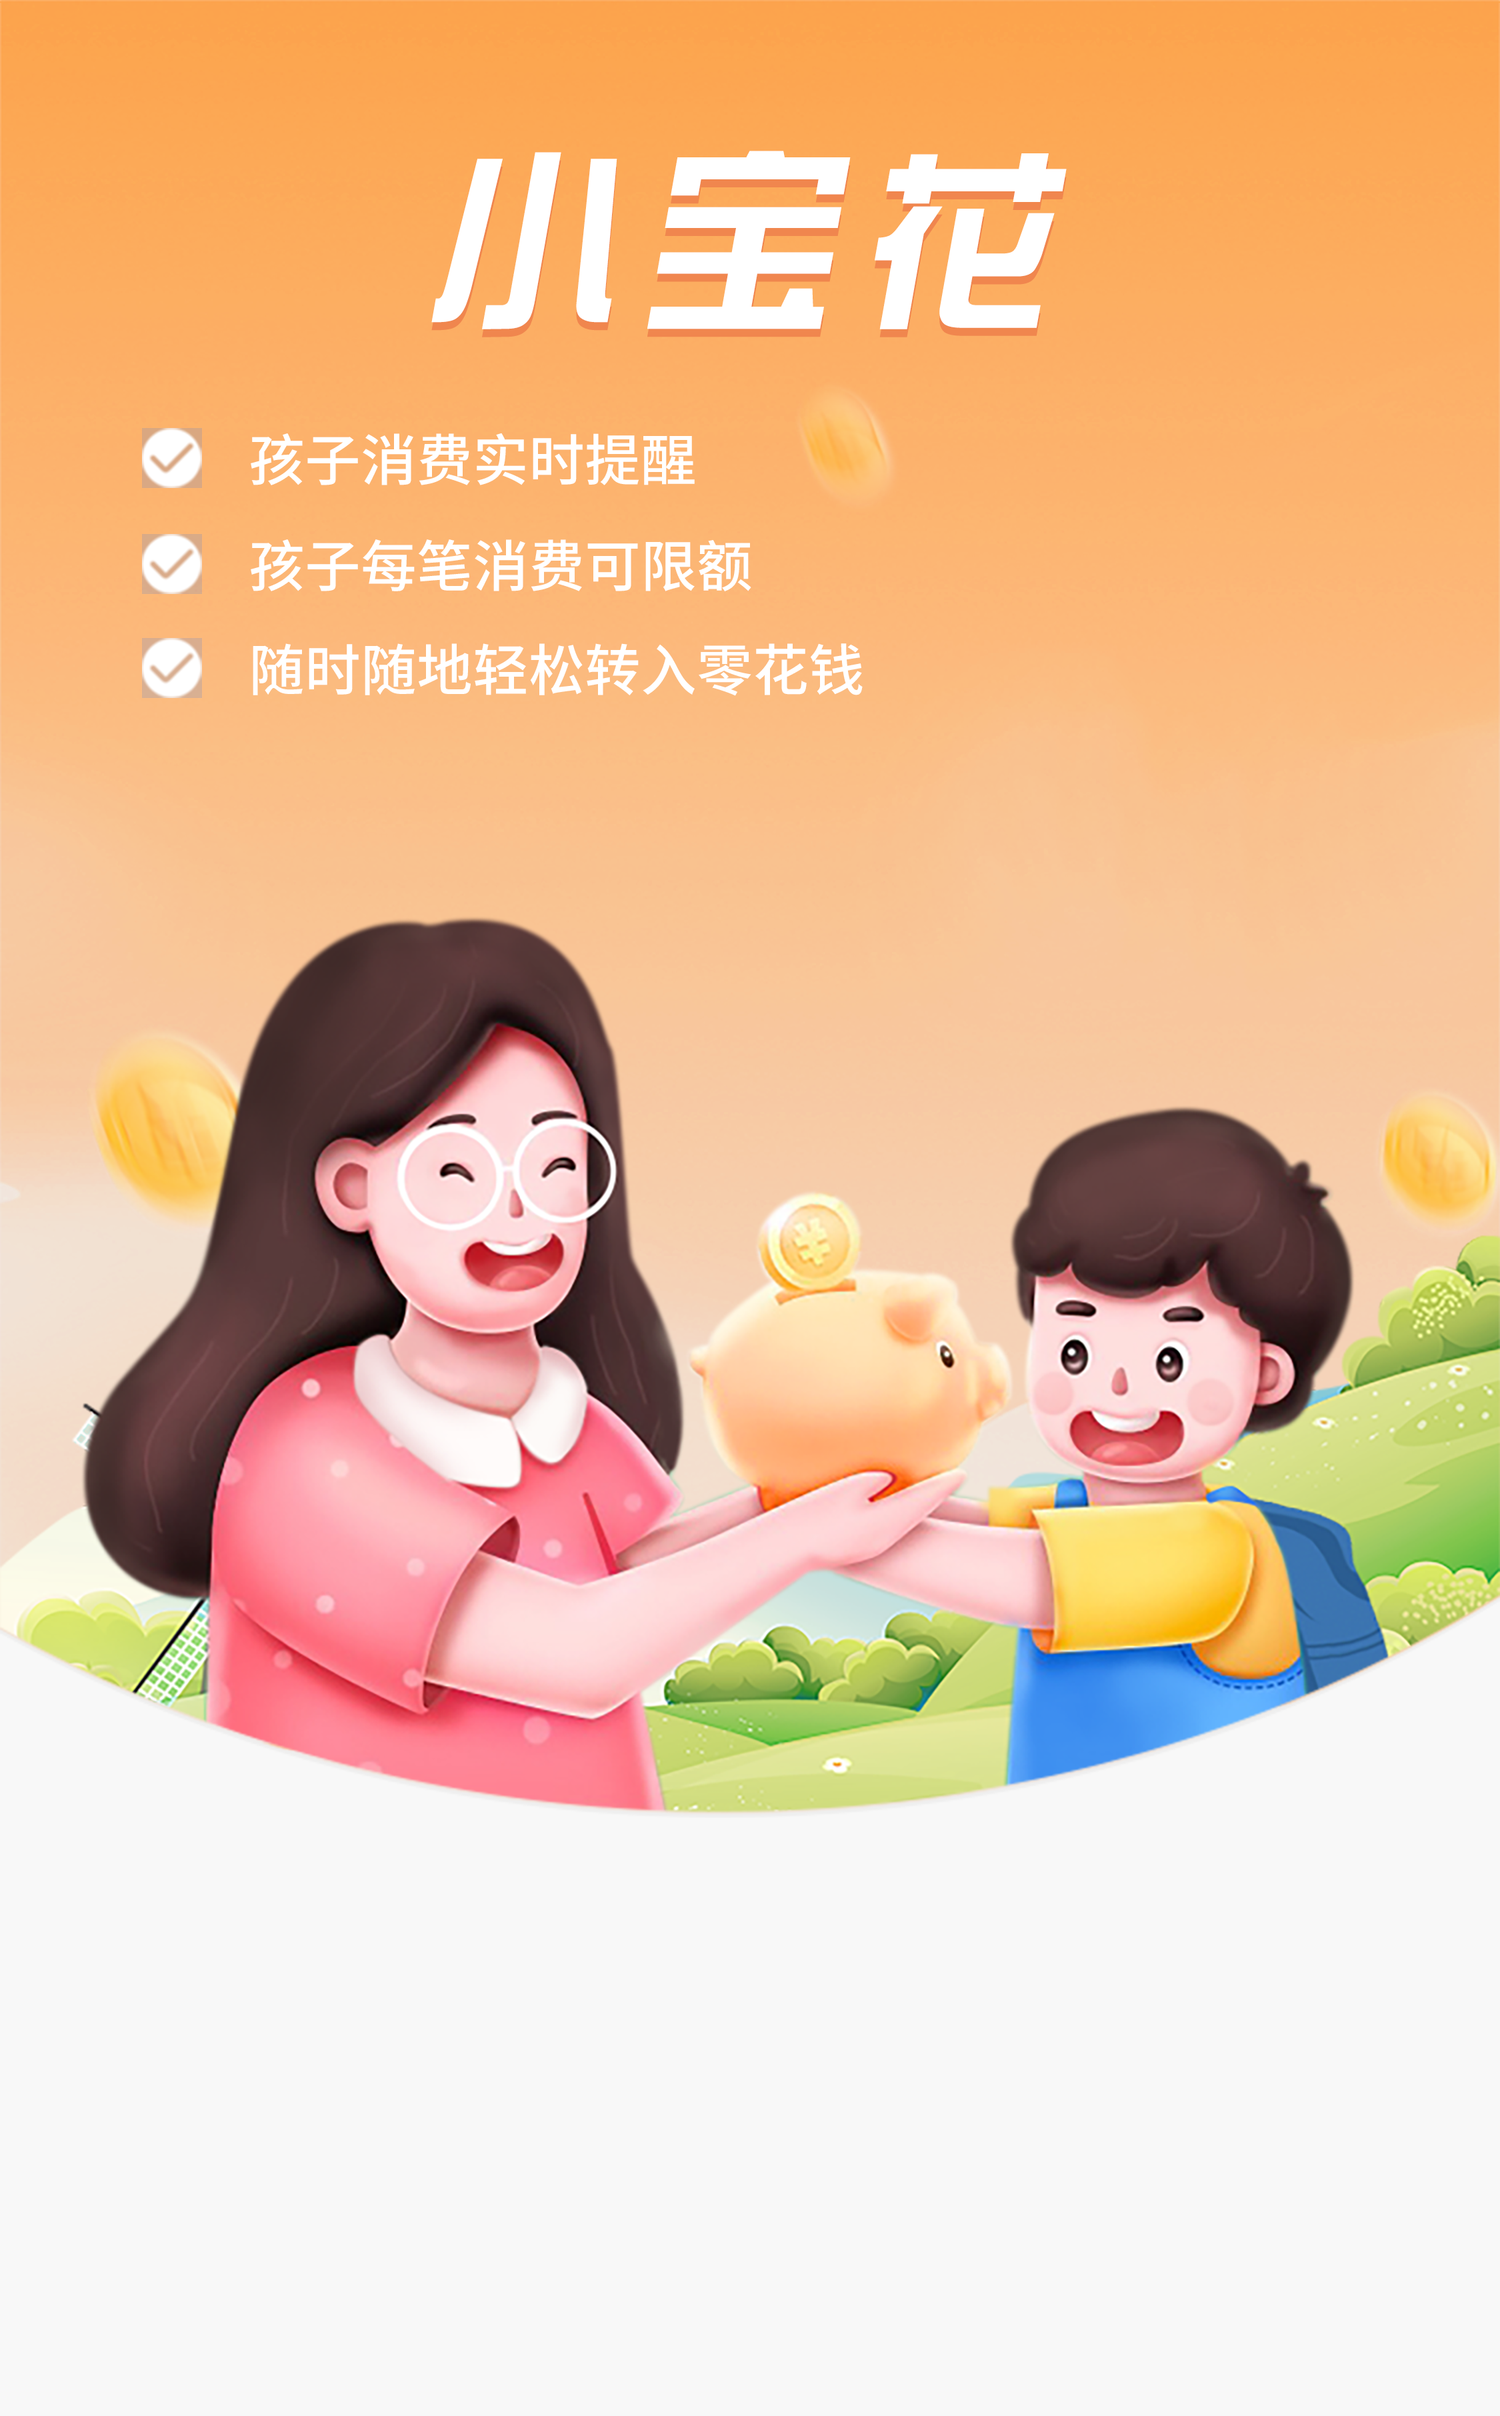 小宝花
孩子消费实时提醒
孩子每笔消费可限额
随时随地轻松转入零花钱
¥